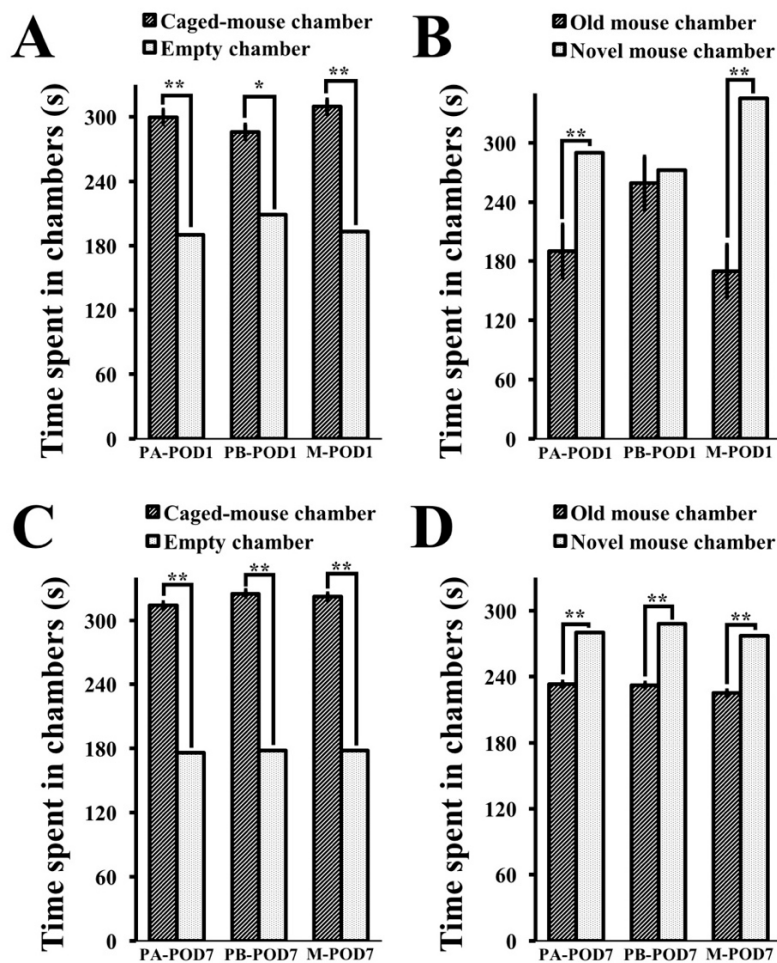 A
Caged-mouse chamber
Empty chamber
Time spent in chambers (s)
300
240
180
120
60
0
**
*
**
PA-POD1 PB-POD1 M-POD1
B
Old mouse chamber
Novel mouse chamber
Time spent in chambers (s)
300
240
180
120
60
0
**
**
PA-POD1 PB-POD1 M-POD1
C
Caged-mouse chamber
Empty chamber
Time spent in chambers (s)
300
240
180
120
60
0
**
**
**
PA-POD7 PB-POD7 M-POD7
D
Old mouse chamber
Novel mouse chamber
Time spent in chambers (s)
300
240
180
120
60
0
**
**
**
PA-POD7 PB-POD7 M-POD7